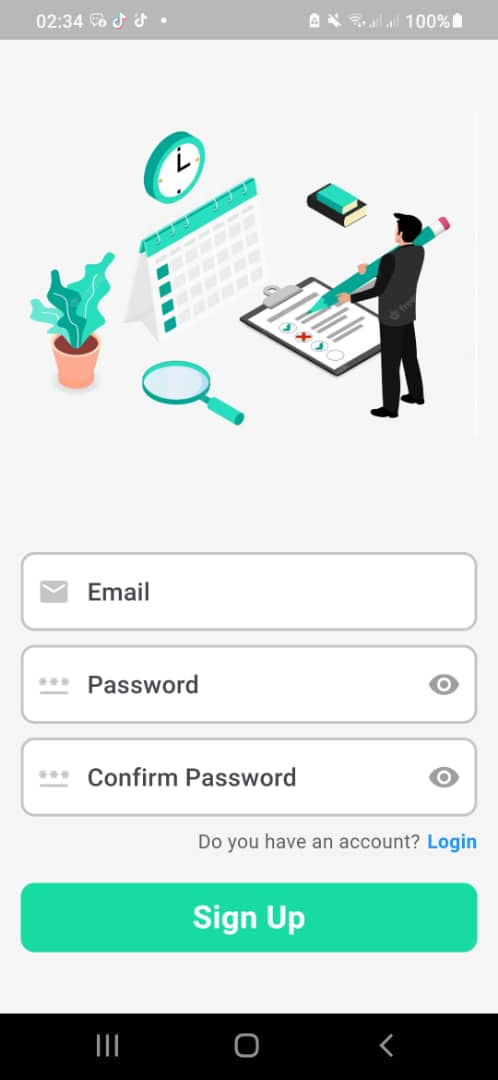 02:34
100%
Email
*** Password
*** Confirm Password
Do you have an account? Login
Sign Up